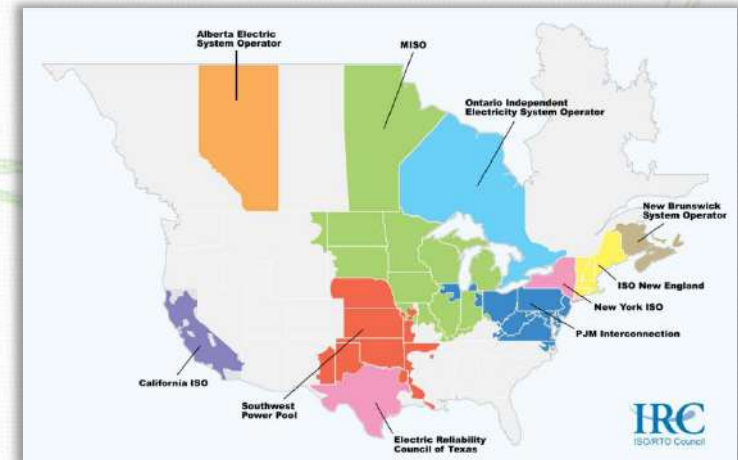 Alberta Electric
System Operator
MISO
Ontario Independent
Electricity System Operator
New Brunswick
System Operator
ISO New England
New York ISO
PJM Interconnection
California ISO
Southwest
Power Pool
Electric Reliability
Council of Texas
IRC
ISO/RTO Council